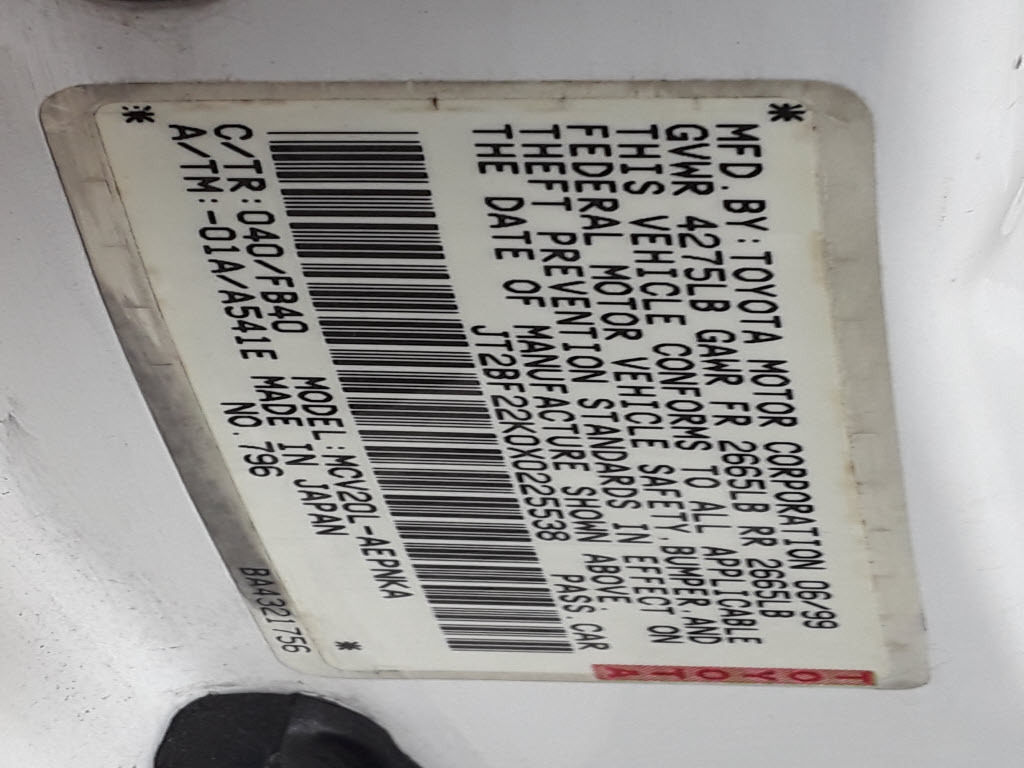 MFD.BY:TOYOTA MOTOR CORPORATION 06/99
GVWR 4275LB GAWR FR 2665LB RR 2665LB
THIS VEHICLE CONFORMS TO ALL APPLICABLE
FEDERAL MOTOR VEHICLE SAFETY,BUMPER AND
THEFT PREVENTION STANDARDS IN EFFECT ON
THE DATE OF MANUFACTURE SHOWN ABOVE.
JT2BF22K0X0225538 PASS.CAR
C/TR:040/FB40 MODEL:MCV20L-AEPNKA
A/TM:-01A/A541E MADE IN JAPAN
NO.796
BA4321756
TOYOTA